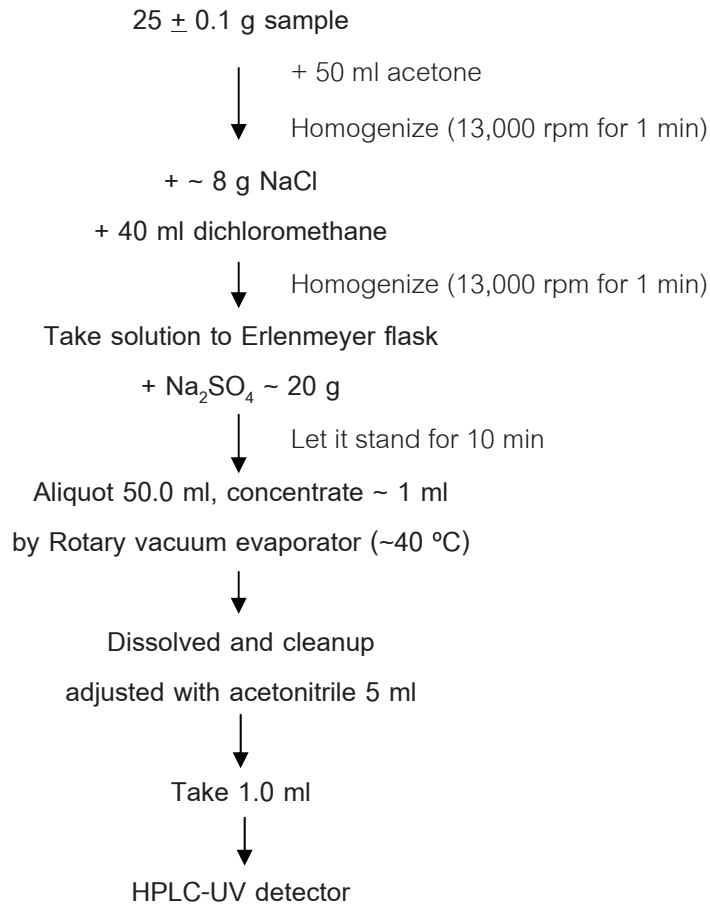 25 ± 0.1 g sample
+ 50 ml acetone
Homogenize (13,000 rpm for 1 min)
+ ~ 8 g NaCl
+ 40 ml dichloromethane
Homogenize (13,000 rpm for 1 min)
Take solution to Erlenmeyer flask
+ Na₂SO₄ ~ 20 g
Let it stand for 10 min
Aliquot 50.0 ml, concentrate ~ 1 ml
by Rotary vacuum evaporator (~40 ºC)
Dissolved and cleanup
adjusted with acetonitrile 5 ml
Take 1.0 ml
HPLC-UV detector